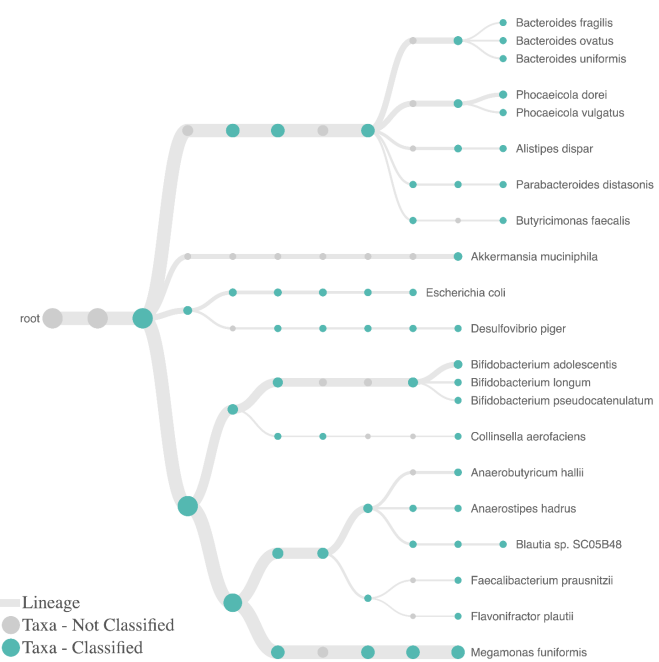 Bacteroides fragilis
Bacteroides ovatus
Bacteroides uniformis
Phocaeicola dorei
Phocaeicola vulgatus
Alistipes dispar
Parabacteroides distasonis
Butyricimonas faecalis
Akkermansia muciniphila
Escherichia coli
root
Desulfovibrio piger
Bifidobacterium adolescentis
Bifidobacterium longum
Bifidobacterium pseudocatenulatum
Collinsella aerofaciens
Anaerobutyricum hallii
Anaerostipes hadrus
Blautia sp. SC05B48
Faecalibacterium prausnitzii
Flavonifractor plautii
Megamonas funiformis
Lineage
Taxa - Not Classified
Taxa - Classified